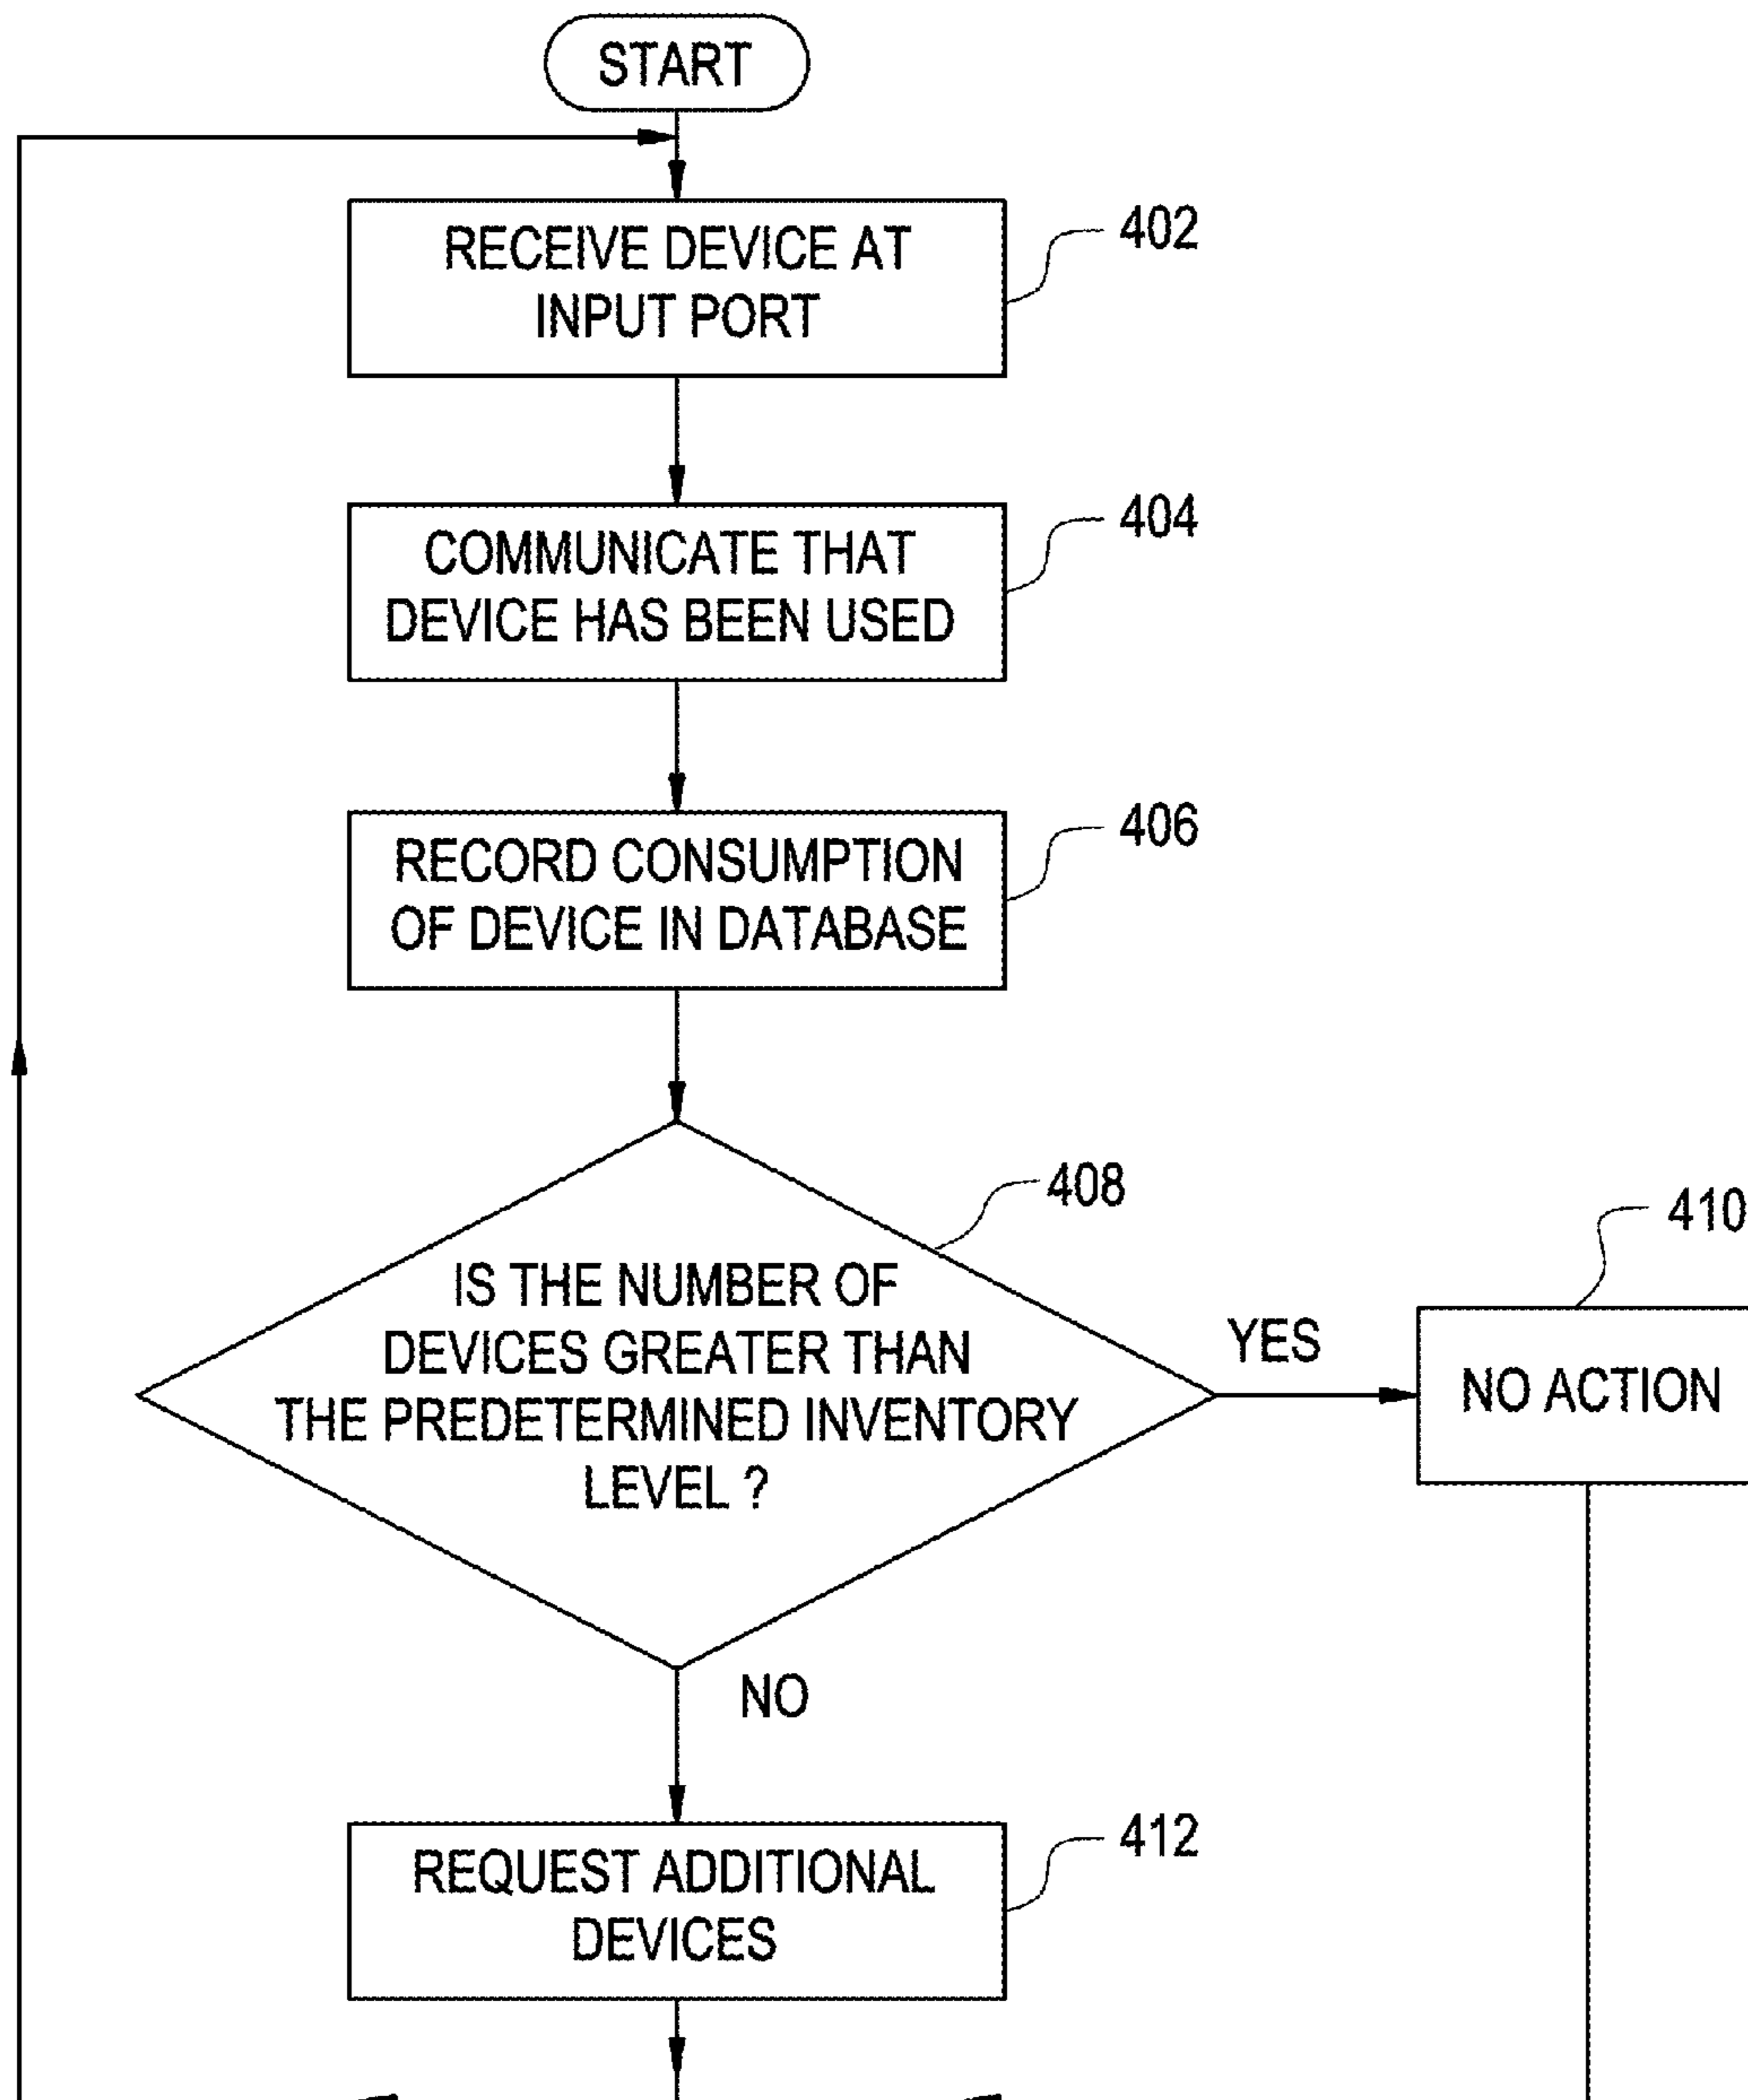 START
RECEIVE DEVICE AT
INPUT PORT
402
COMMUNICATE THAT
DEVICE HAS BEEN USED
404
RECORD CONSUMPTION
OF DEVICE IN DATABASE
406
IS THE NUMBER OF
DEVICES GREATER THAN
THE PREDETERMINED INVENTORY
LEVEL ?
408
YES
NO ACTION
410
NO
REQUEST ADDITIONAL
DEVICES
412